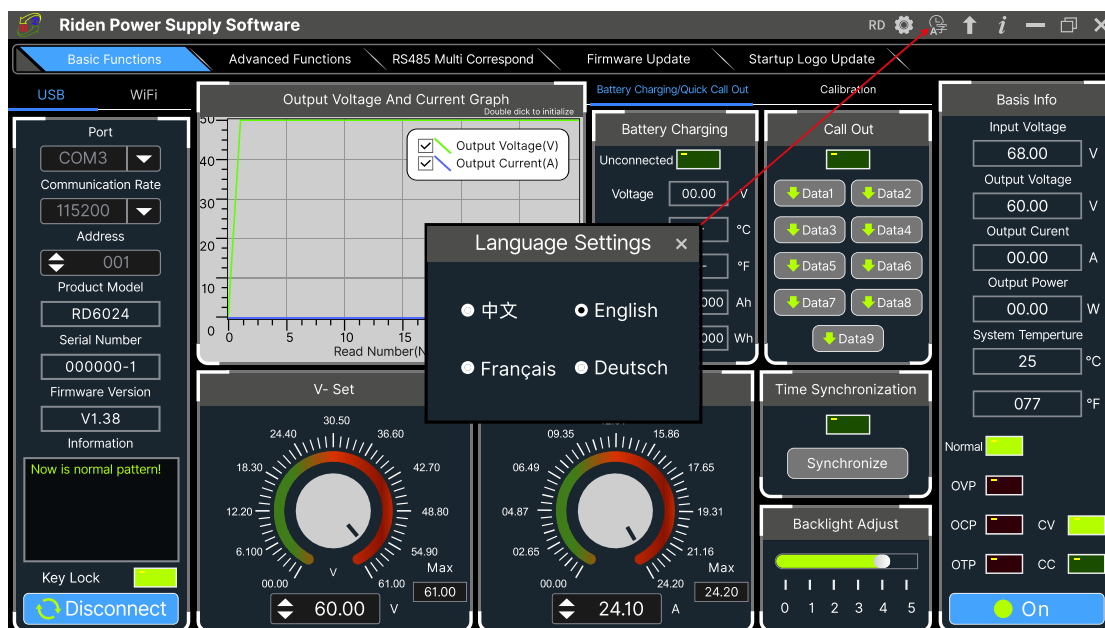 Riden Power Supply Software
RD
A
i
Basic Functions
Advanced Functions
RS485 Multi Correspond
Firmware Update
Startup Logo Update
USB
WiFi
Port
COM3
Communication Rate
115200
Address
001
Product Model
RD6024
Serial Number
000000-1
Firmware Version
V1.38
Information
Now is normal pattern!
Key Lock
Disconnect
Output Voltage And Current Graph
Double dick to initialize
Output Voltage(V)
Output Current(A)
40
30
20
10
0
0
5
10
15
Read Number(N
Battery Charging/Quick Call Out
Calibration
Battery Charging
Unconnected
Voltage
00.00
V
°C
°F
000
Ah
000
Wh
Call Out
Data1
Data2
Data3
Data4
Data5
Data6
Data7
Data8
Data9
Language Settings
×
中文
English
Français
Deutsch
V- Set
00.00
6.100
12.20
18.30
24.40
30.50
36.60
42.70
48.80
54.90
61.00
V
Max
61.00
60.00
V
00.00
02.65
04.87
06.49
09.35
15.86
17.65
19.31
21.16
24.20
Max
24.20
24.10
A
Time Synchronization
Synchronize
Backlight Adjust
0 1 2 3 4 5
Basis Info
Input Voltage
68.00
V
Output Voltage
60.00
V
Output Curent
00.00
A
Output Power
00.00
W
System Temperture
25
°C
077
°F
Normal
OVP
OCP
CV
OTP
CC
On